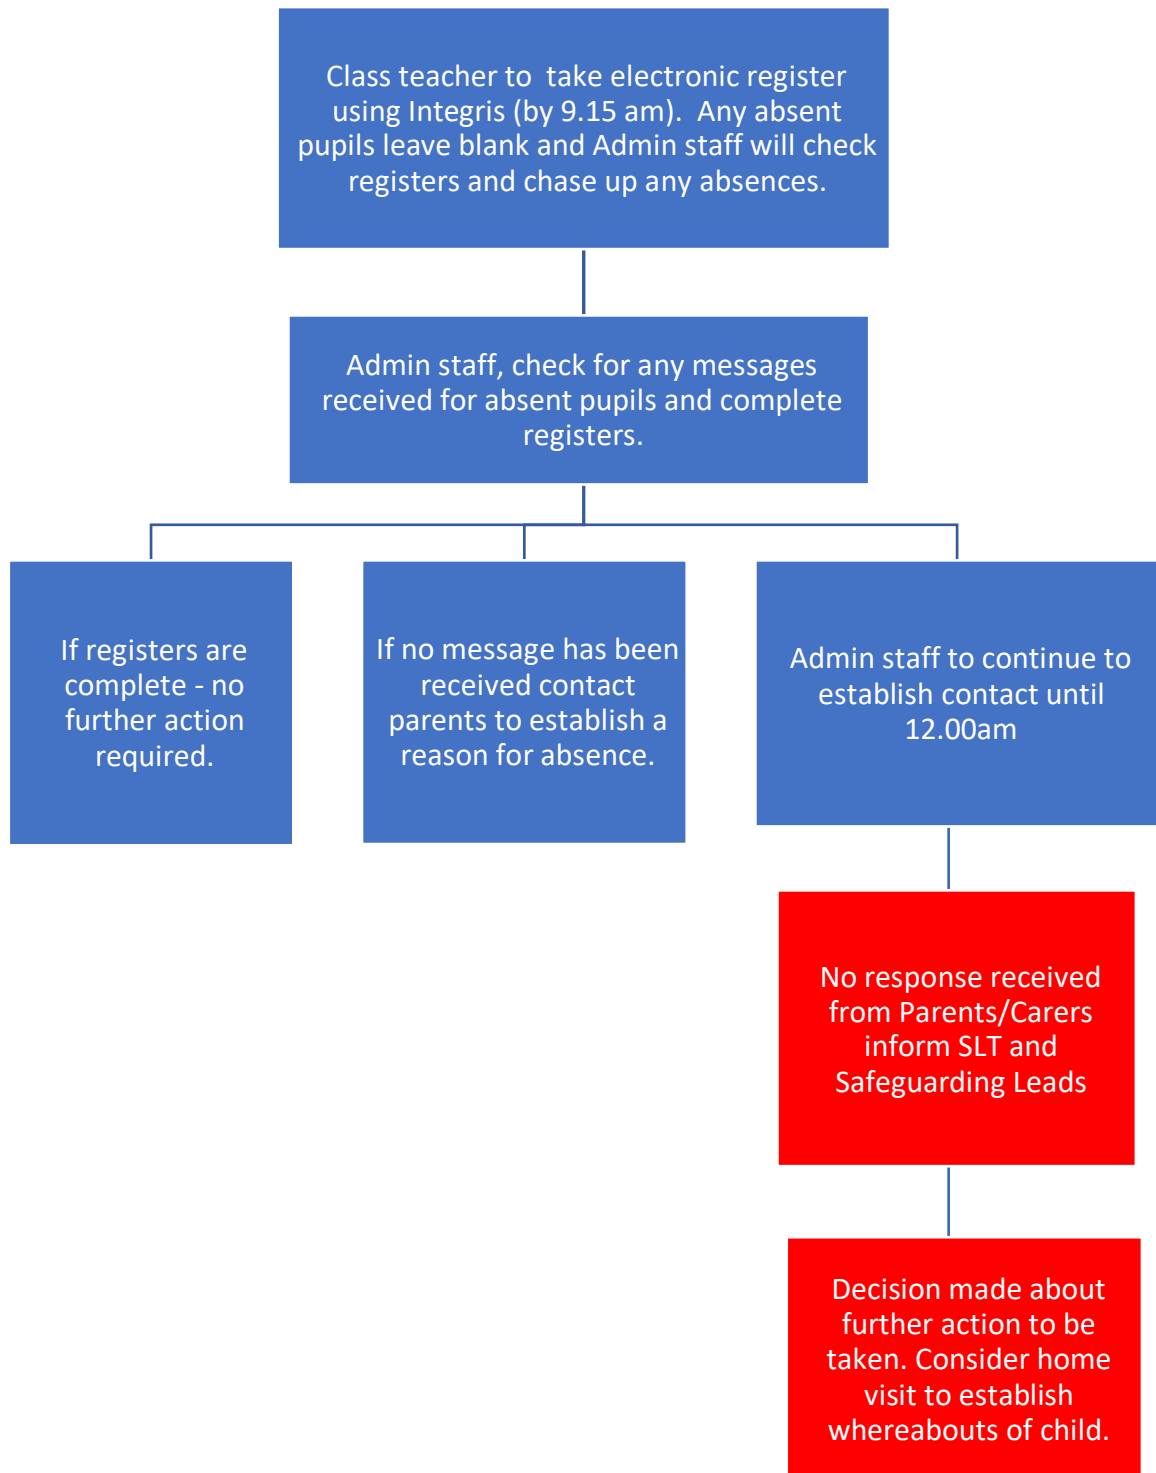 Class teacher to  take electronic register
using Integris (by 9.15 am).  Any absent
pupils leave blank and Admin staff will check
registers and chase up any absences.
Admin staff, check for any messages
received for absent pupils and complete
registers.
If registers are
complete - no
further action
required.
If no message has been
received contact
parents to establish a
reason for absence.
Admin staff to continue to
establish contact until
12.00am
No response received
from Parents/Carers
inform SLT and
Safeguarding Leads
Decision made about
further action to be
taken. Consider home
visit to establish
whereabouts of child.